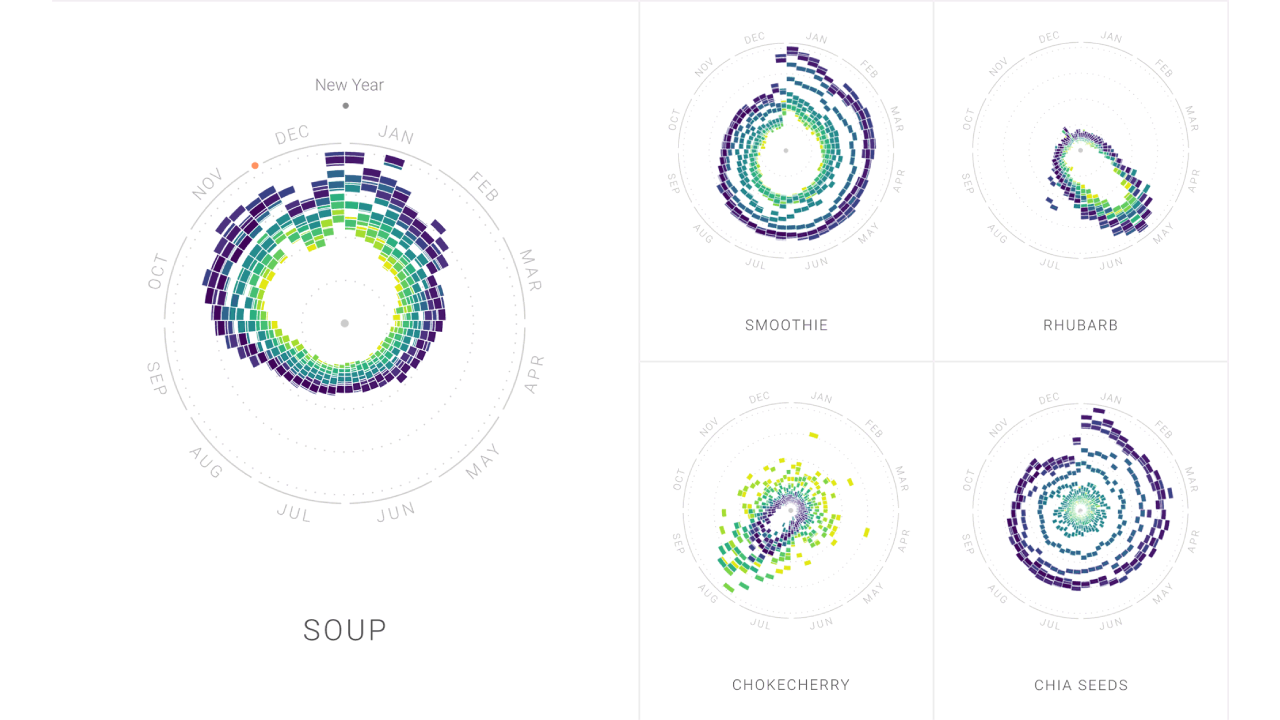 New Year
DEC JAN
NOV FEB
OCT MAR
SEP APR
AUG MAY
JUL JUN
SOUP
DEC JAN
NOV FEB
OCT MAR
SEP APR
AUG MAY
JUL JUN
SMOOTHIE
DEC JAN
NOV FEB
OCT MAR
SEP APR
AUG MAY
JUL JUN
RHUBARB
DEC JAN
NOV FEB
OCT MAR
SEP APR
AUG MAY
JUL JUN
CHOKECHERRY
DEC JAN
NOV FEB
OCT MAR
SEP APR
AUG MAY
JUL JUN
CHIA SEEDS